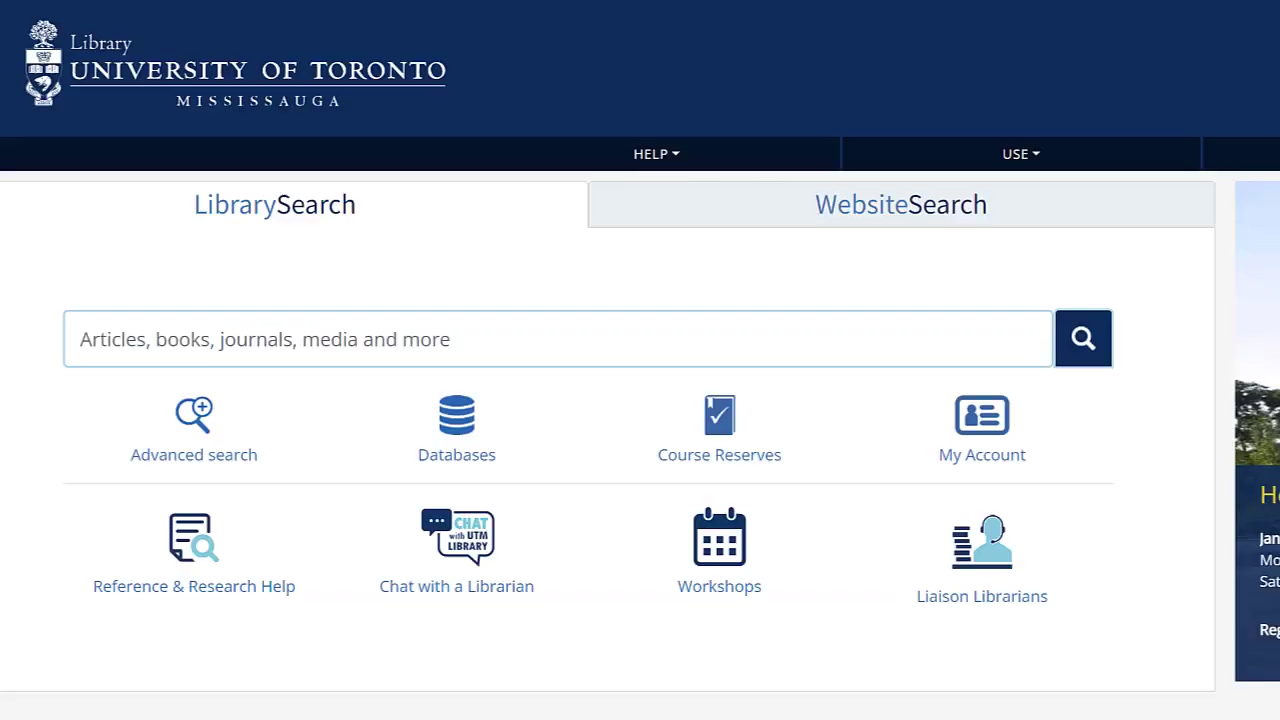 Library
UNIVERSITY OF TORONTO
MISSISSAUGA
HELP
USE
LibrarySearch
WebsiteSearch
Articles, books, journals, media and more
Advanced search
Databases
Course Reserves
My Account
CHAT
with UTM
LIBRARY
Reference & Research Help
Chat with a Librarian
Workshops
Liaison Librarians